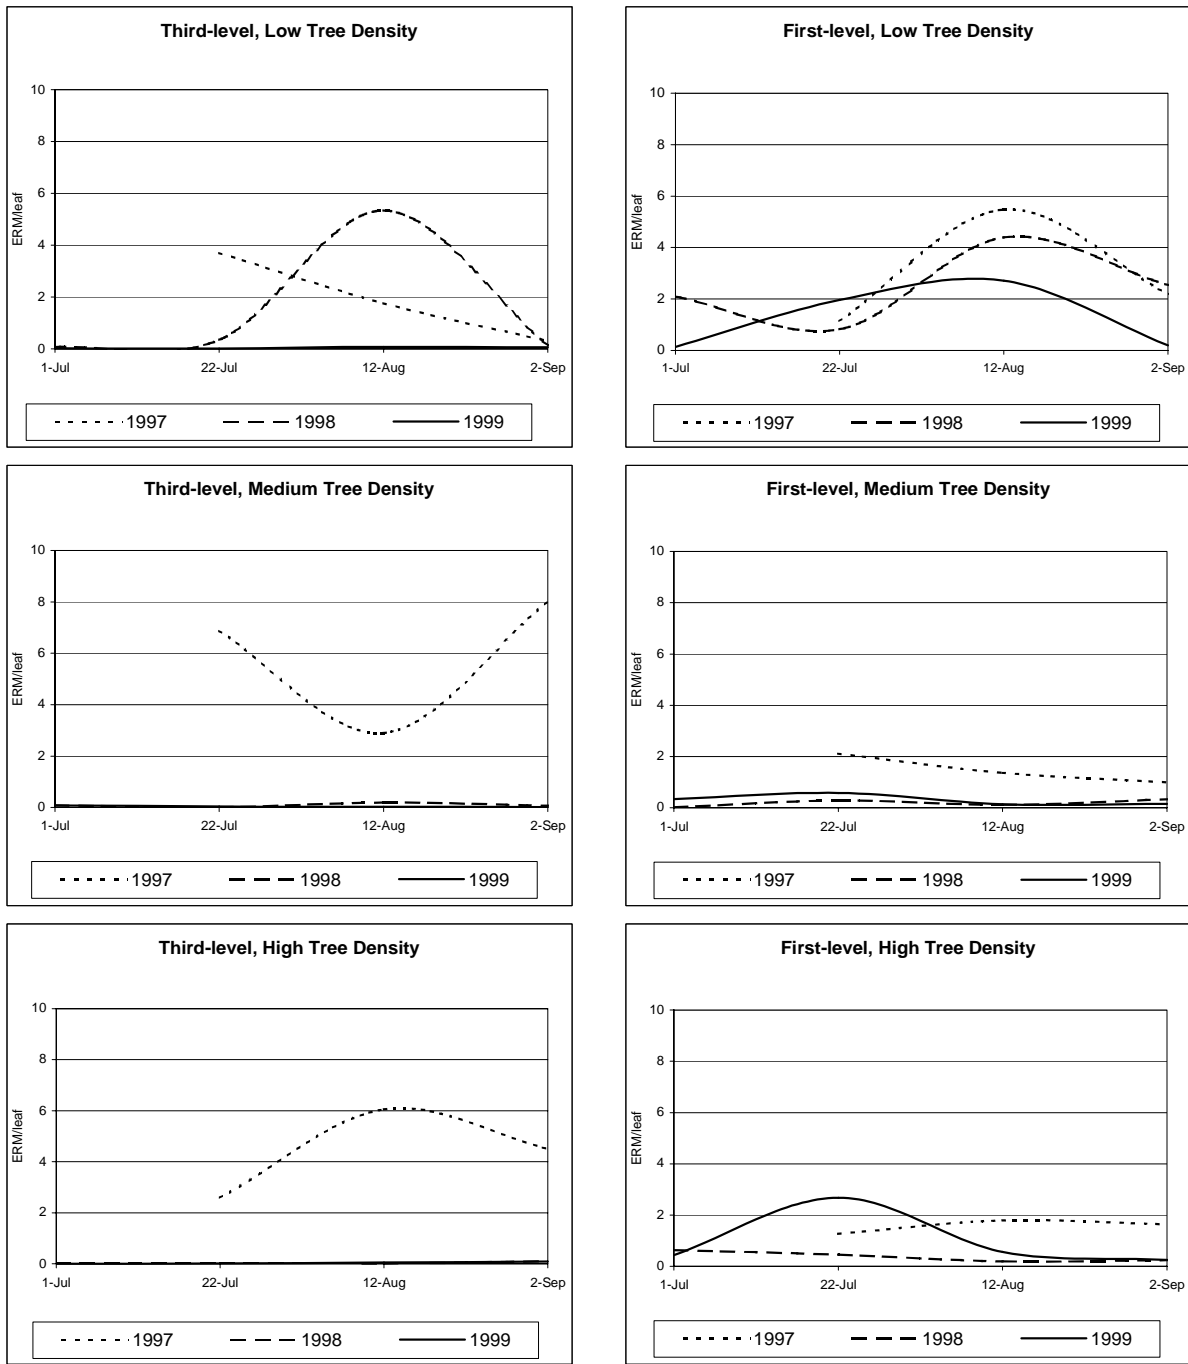 Third-level, Low Tree Density
10
8
6
4
2
0
ERM/leaf
1-Jul 22-Jul 12-Aug 2-Sep
1997 1998 1999
First-level, Low Tree Density
10
8
6
4
2
0
ERM/leaf
1-Jul 22-Jul 12-Aug 2-Sep
1997 1998 1999
Third-level, Medium Tree Density
10
8
6
4
2
0
ERM/leaf
1-Jul 22-Jul 12-Aug 2-Sep
1997 1998 1999
First-level, Medium Tree Density
10
8
6
4
2
0
ERM/leaf
1-Jul 22-Jul 12-Aug 2-Sep
1997 1998 1999
Third-level, High Tree Density
10
8
6
4
2
0
ERM/leaf
1-Jul 22-Jul 12-Aug 2-Sep
1997 1998 1999
First-level, High Tree Density
10
8
6
4
2
0
ERM/leaf
1-Jul 22-Jul 12-Aug 2-Sep
1997 1998 1999